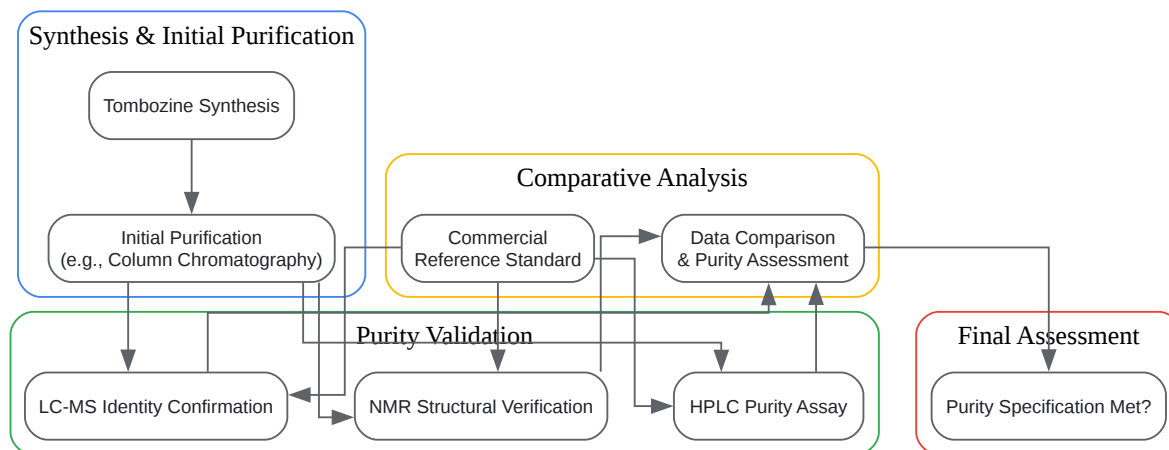 Synthesis & Initial Purification
Tombozine Synthesis
Initial Purification
(e.g., Column Chromatography)
Comparative Analysis
Commercial
Reference Standard
Data Comparison
& Purity Assessment
Purity Validation
LC-MS Identity Confirmation
NMR Structural Verification
HPLC Purity Assay
Final Assessment
Purity Specification Met?